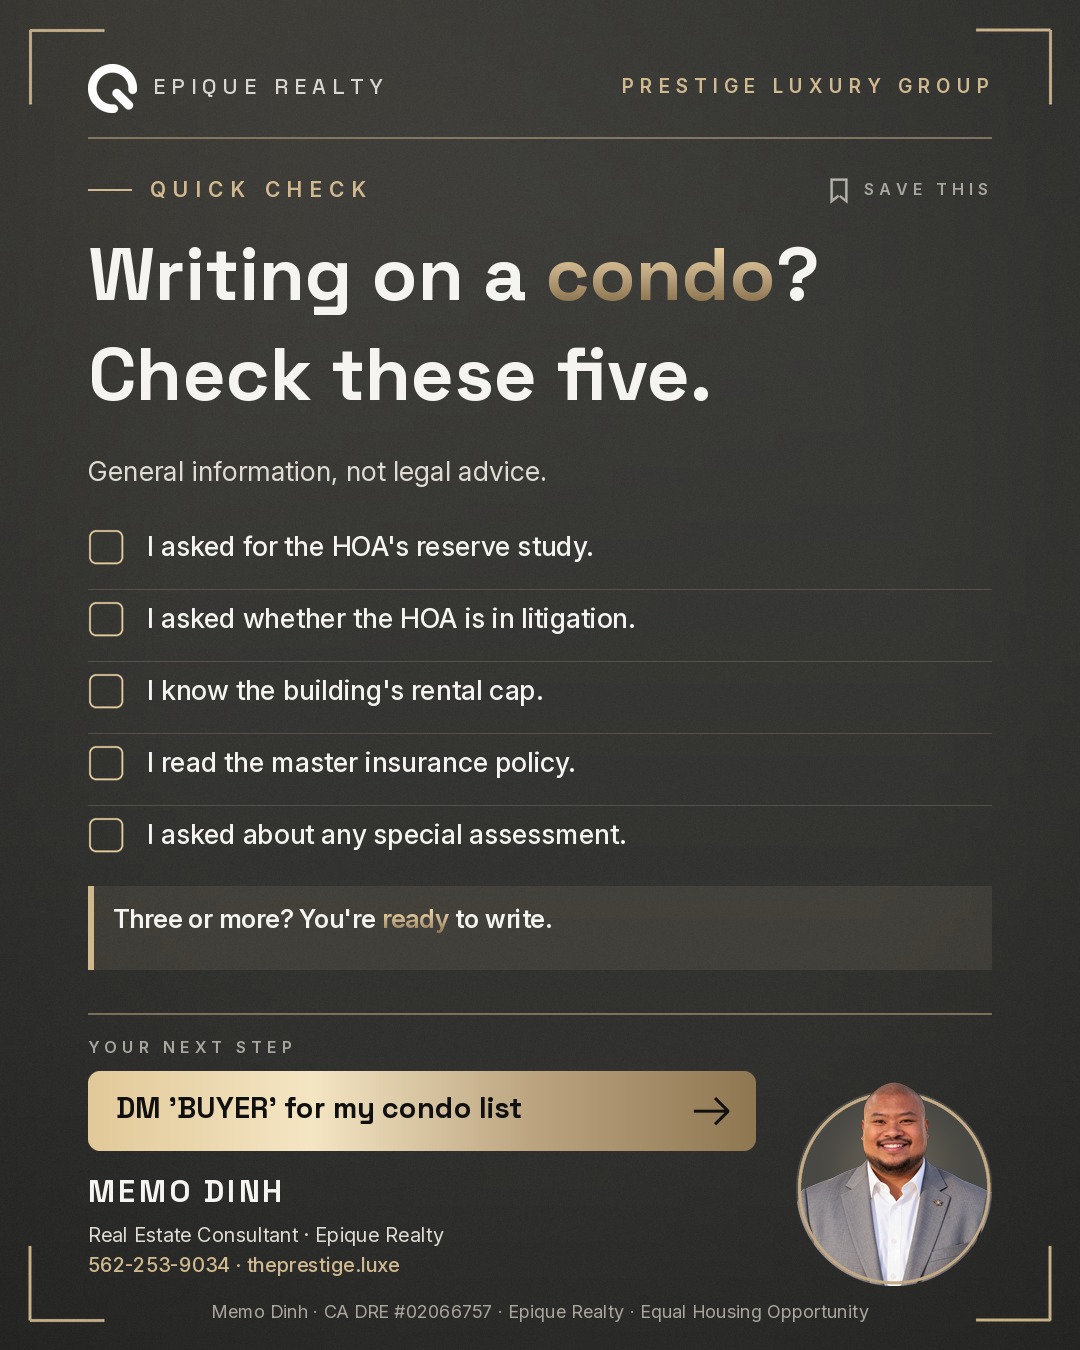 EPIQUE REALTY
PRESTIGE LUXURY GROUP
QUICK CHECK
SAVE THIS
Writing on a condo?
Check these five.
General information, not legal advice.
I asked for the HOA's reserve study.
I asked whether the HOA is in litigation.
I know the building's rental cap.
I read the master insurance policy.
I asked about any special assessment.
Three or more? You're ready to write.
YOUR NEXT STEP
DM ’BUYER’ for my condo list
MEMO DINH
Real Estate Consultant · Epique Realty
562-253-9034 · theprestige.luxe
Memo Dinh · CA DRE #02066757 · Epique Realty · Equal Housing Opportunity